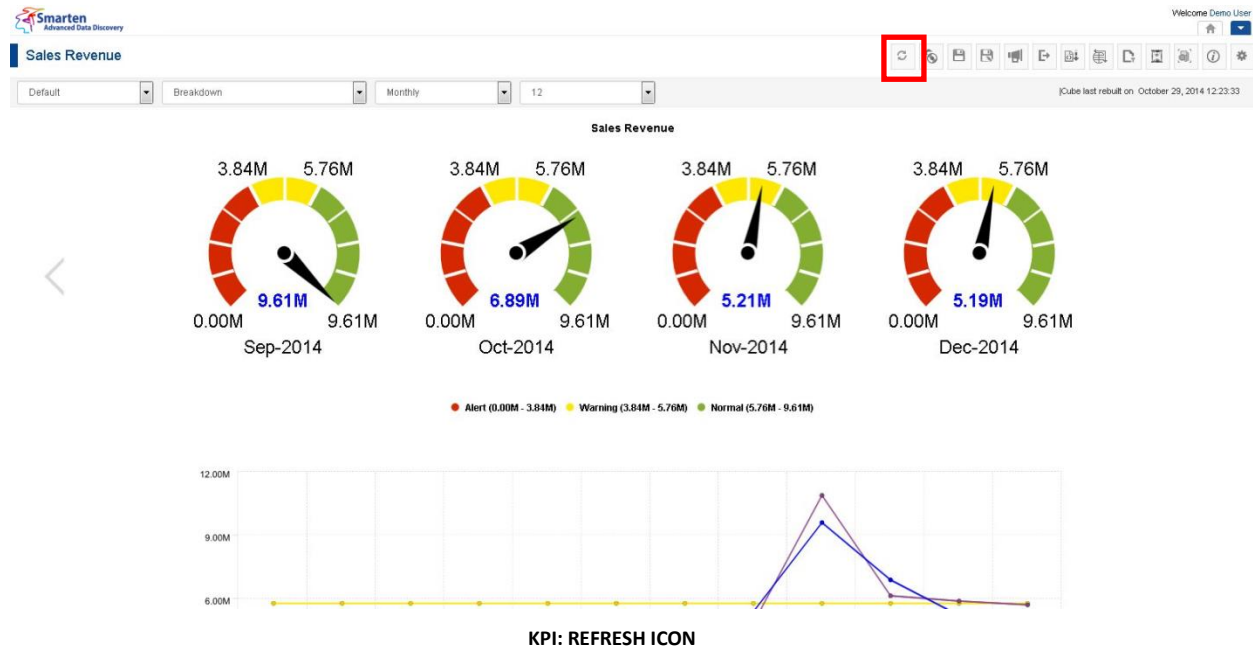 Smarten
Advanced Data Discovery
Welcome Demo User
Sales Revenue
Default Breakdown Monthly 12
|Cube last rebuilt on October 29, 2014 12:23:33
Sales Revenue
3.84M 5.76M 3.84M 5.76M 3.84M 5.76M 3.84M 5.76M
9.61M 6.89M 5.21M 5.19M
0.00M 9.61M 0.00M 9.61M 0.00M 9.61M 0.00M 9.61M
Sep-2014 Oct-2014 Nov-2014 Dec-2014
Alert (0.00M - 3.84M) Warning (3.84M - 5.76M) Normal (5.76M - 9.61M)
12.00M
9.00M
6.00M
KPI: REFRESH ICON